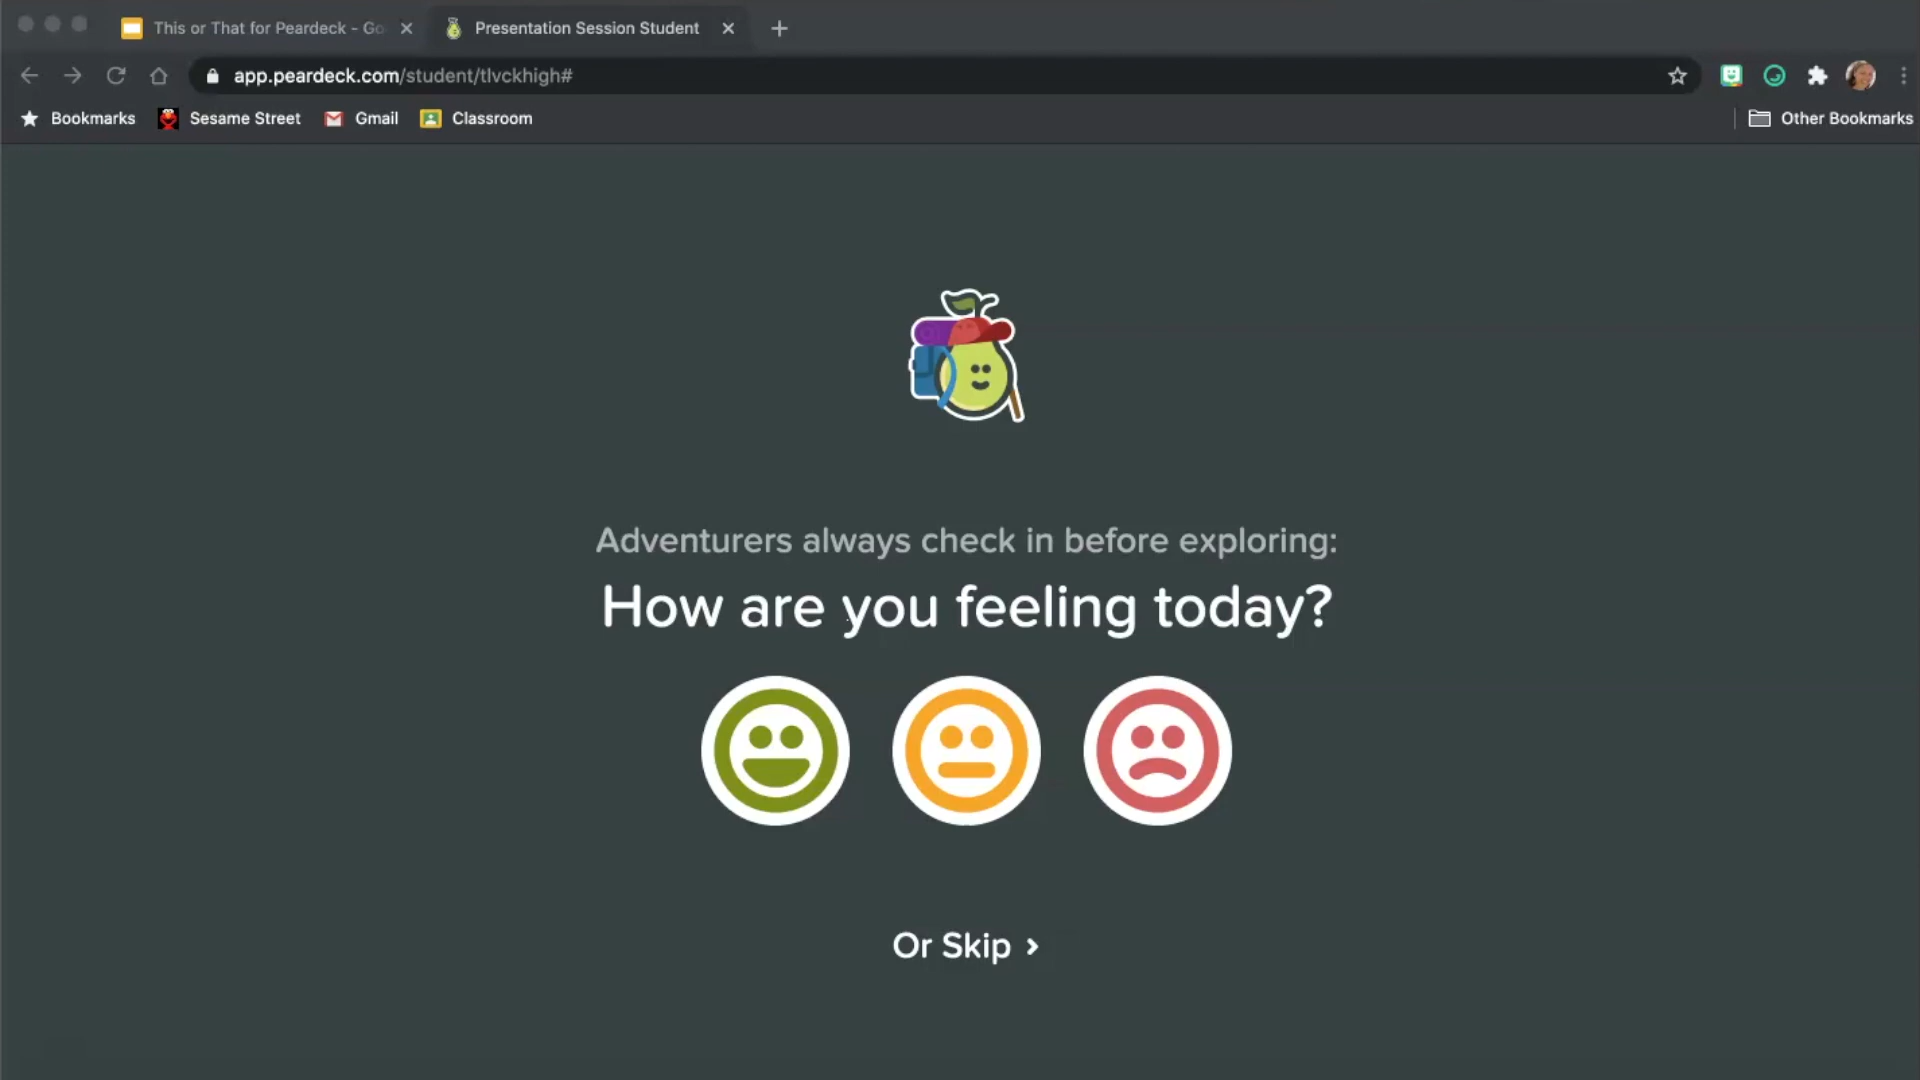 This or That for Peardeck - Go
Presentation Session Student
app.peardeck.com/student/tlvckhigh#
Bookmarks
Sesame Street
Gmail
Classroom
Other Bookmarks
Adventurers always check in before exploring:
How are you feeling today?
Or Skip